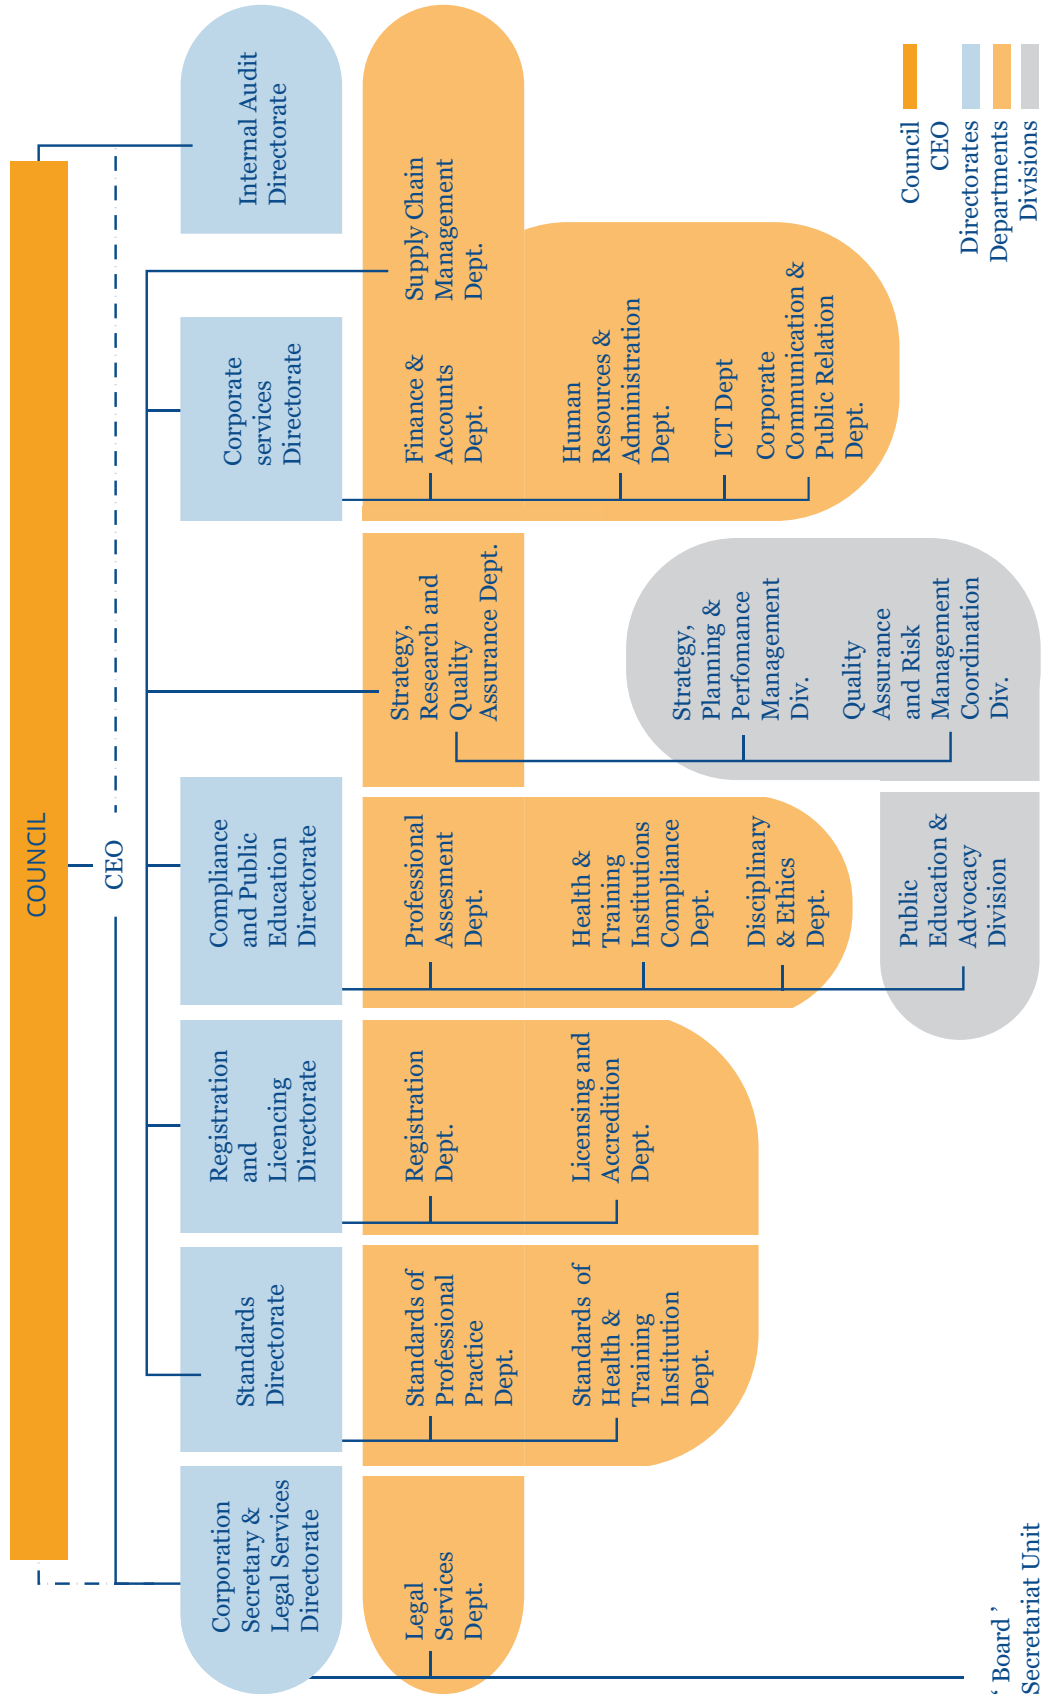 COUNCIL
CEO
Corporation
Secretary &
Legal Services
Directorate
Standards
Directorate
Registration
and
Licencing
Directorate
Compliance
and Public
Education
Directorate
Corporate
services
Directorate
Internal Audit
Directorate
Legal
Services
Dept.
Standards of
Professional
Practice
Dept.
Standards of
Health &
Training
Institution
Dept.
Registration
Dept.
Licensing and
Accredition
Dept.
Professional
Assesment
Dept.
Health &
Training
Institutions
Compliance
Dept.
Disciplinary
& Ethics
Dept.
Public
Education &
Advocacy
Division
Strategy,
Research and
Quality
Assurance Dept.
Strategy,
Planning &
Perfomance
Management
Div.
Quality
Assurance
and Risk
Management
Coordination
Div.
Finance &
Accounts
Dept.
Human
Resources &
Administration
Dept.
ICT Dept
Corporate
Communication &
Public Relation
Dept.
Supply Chain
Management
Dept.
‘ Board ’
Secretariat Unit
Council
CEO
Directorates
Departments
Divisions